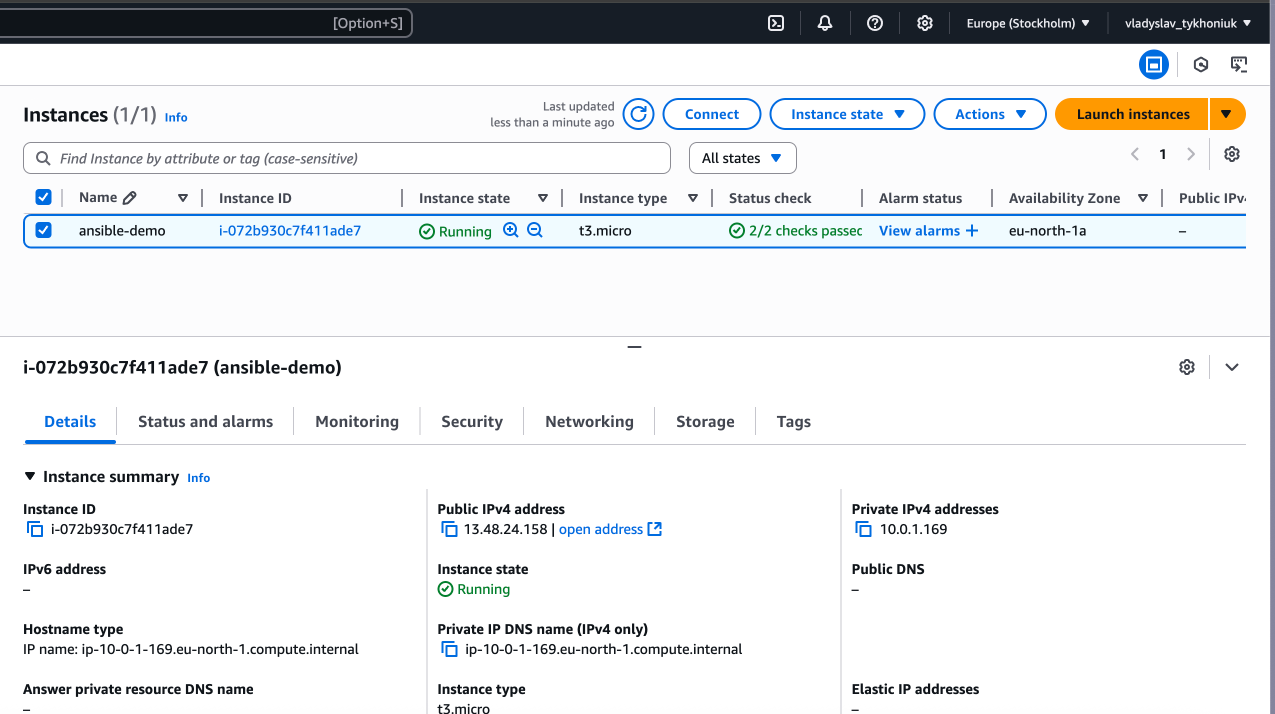 [Option+S]
Europe (Stockholm)
vladyslav_tykhoniuk
Instances (1/1) Info
Last updated
less than a minute ago
Connect
Instance state
Actions
Launch instances
Find Instance by attribute or tag (case-sensitive)
All states
1
Name Instance ID Instance state Instance type Status check Alarm status Availability Zone Public IPv4
ansible-demo i-072b930c7f411ade7 Running t3.micro 2/2 checks passed View alarms + eu-north-1a –
i-072b930c7f411ade7 (ansible-demo)
Details Status and alarms Monitoring Security Networking Storage Tags
Instance summary Info
Instance ID
i-072b930c7f411ade7
Public IPv4 address
13.48.24.158 | open address
Private IPv4 addresses
10.0.1.169
IPv6 address
–
Instance state
Running
Public DNS
–
Hostname type
IP name: ip-10-0-1-169.eu-north-1.compute.internal
Private IP DNS name (IPv4 only)
ip-10-0-1-169.eu-north-1.compute.internal
Answer private resource DNS name
–
Instance type
t3.micro
Elastic IP addresses
–